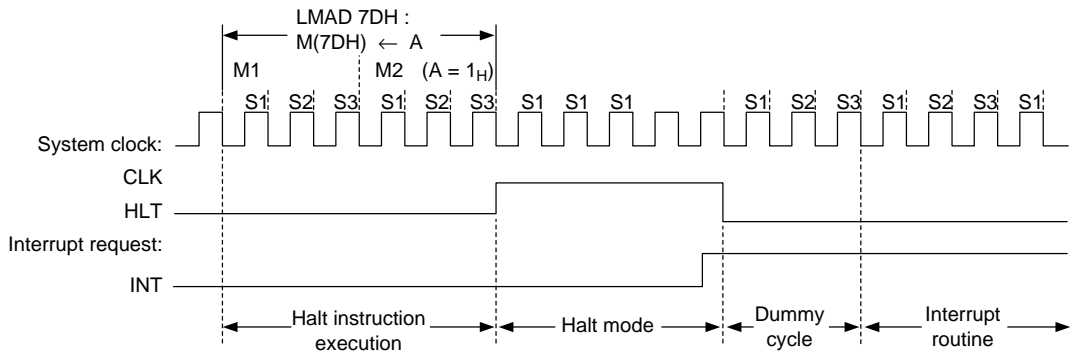 LMAD 7DH :
M(7DH) ← A
M1 M2 (A = 1H)
S1 S2 S3 S1 S2 S3 S1 S1 S1 S1 S2 S3 S1 S2 S3 S1
System clock:
CLK
HLT
Interrupt request:
INT
Halt instruction
execution
Halt mode
Dummy
cycle
Interrupt
routine